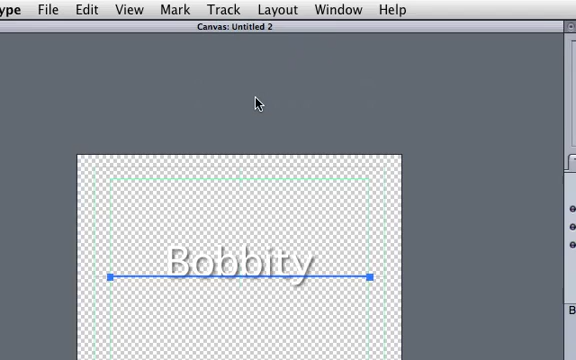 ype File Edit View Mark Track Layout Window Help
Canvas: Untitled 2
Bobbity
B